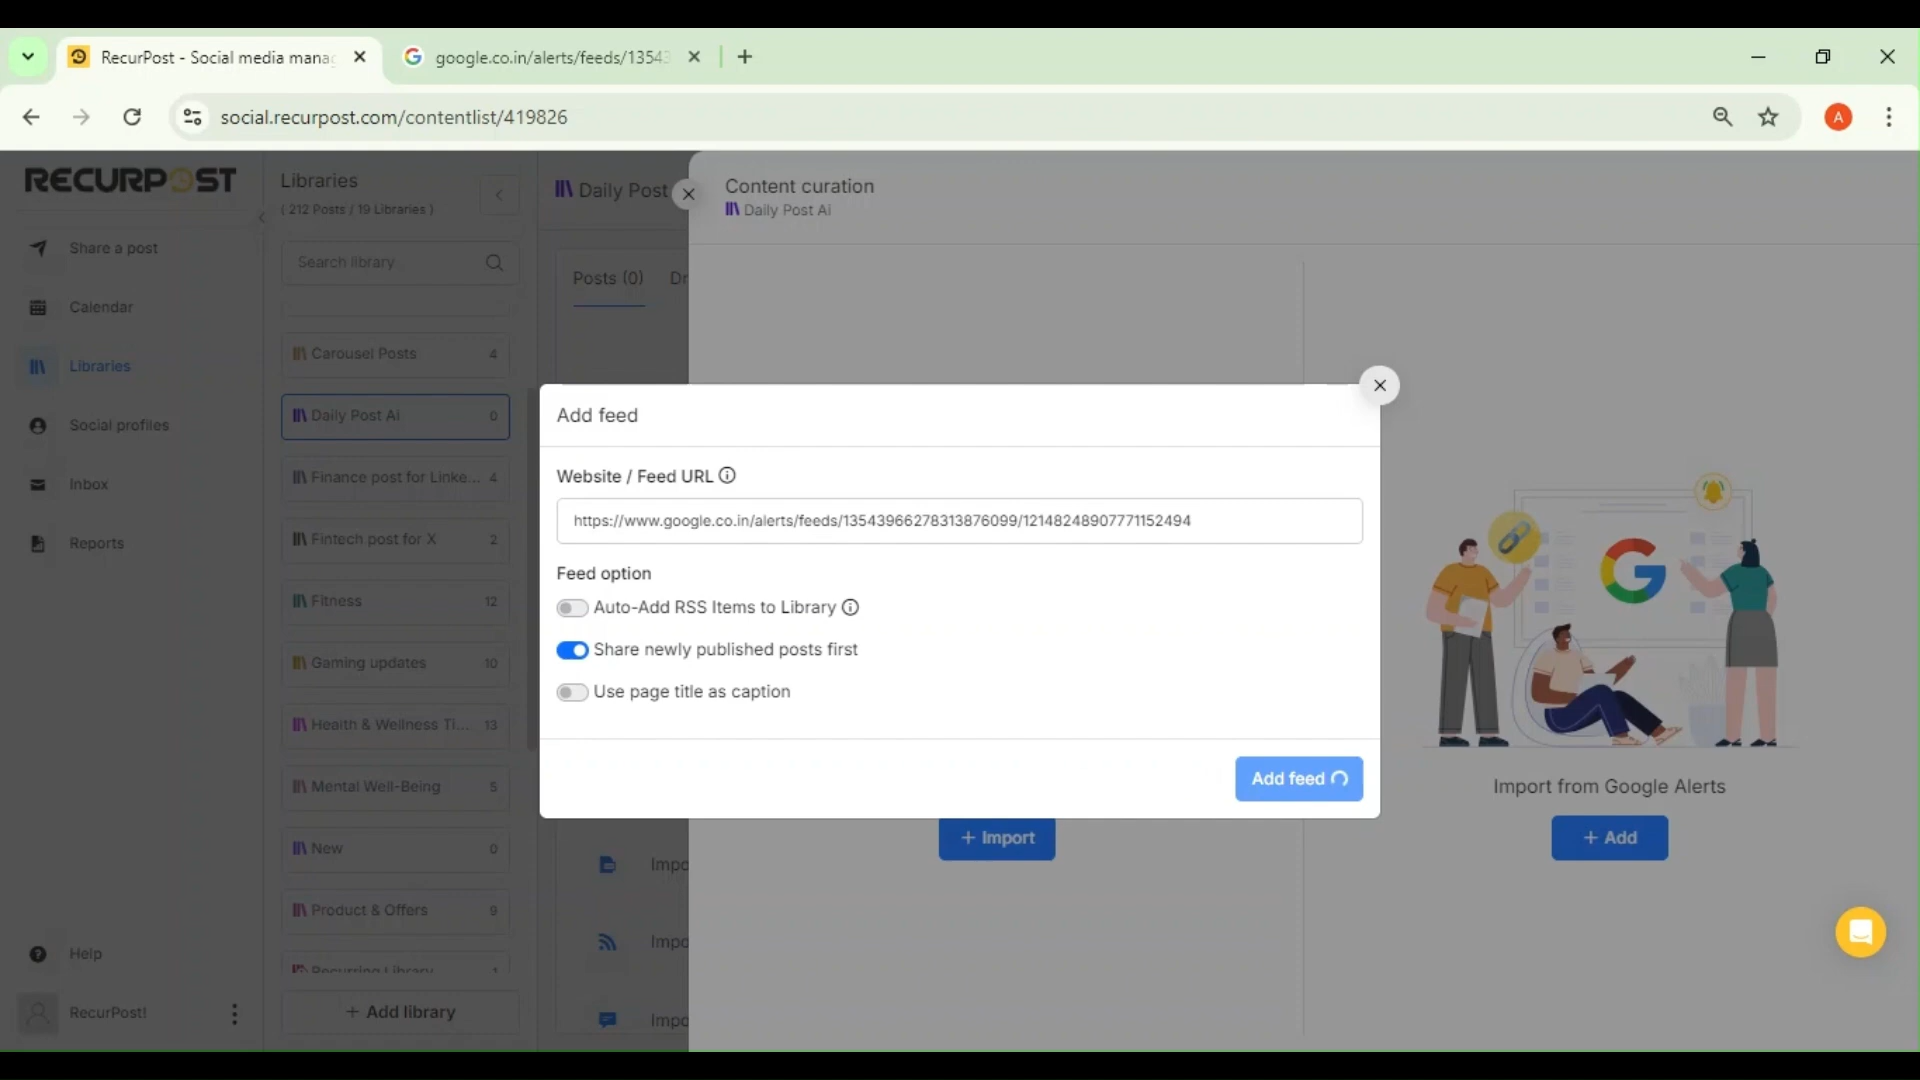 RecurPost - Social media mana
google.co.in/alerts/feeds/1354
social.recurpost.com/contentlist/419826
A
RECURPOST
Share a post
Calendar
Libraries
Social profiles
Inbox
Reports
Help
RecurPost!
Libraries
( 212 Posts / 19 Libraries )
Search library
Carousel Posts 4
Daily Post Ai 0
Finance post for Linke... 4
Fintech post for X 2
Fitness 12
Gaming updates 10
Health & Wellness Ti... 13
Mental Well-Being 5
New 0
Product & Offers 9
Recurring Library 1
+ Add library
Daily Post
Posts (0) Dr
Impo
Impo
Impo
Content curation
Daily Post Ai
Add feed
Website / Feed URL
https://www.google.co.in/alerts/feeds/13543966278313876099/12148248907771152494
Feed option
Auto-Add RSS Items to Library
Share newly published posts first
Use page title as caption
Add feed
+ Import
Import from Google Alerts
+ Add